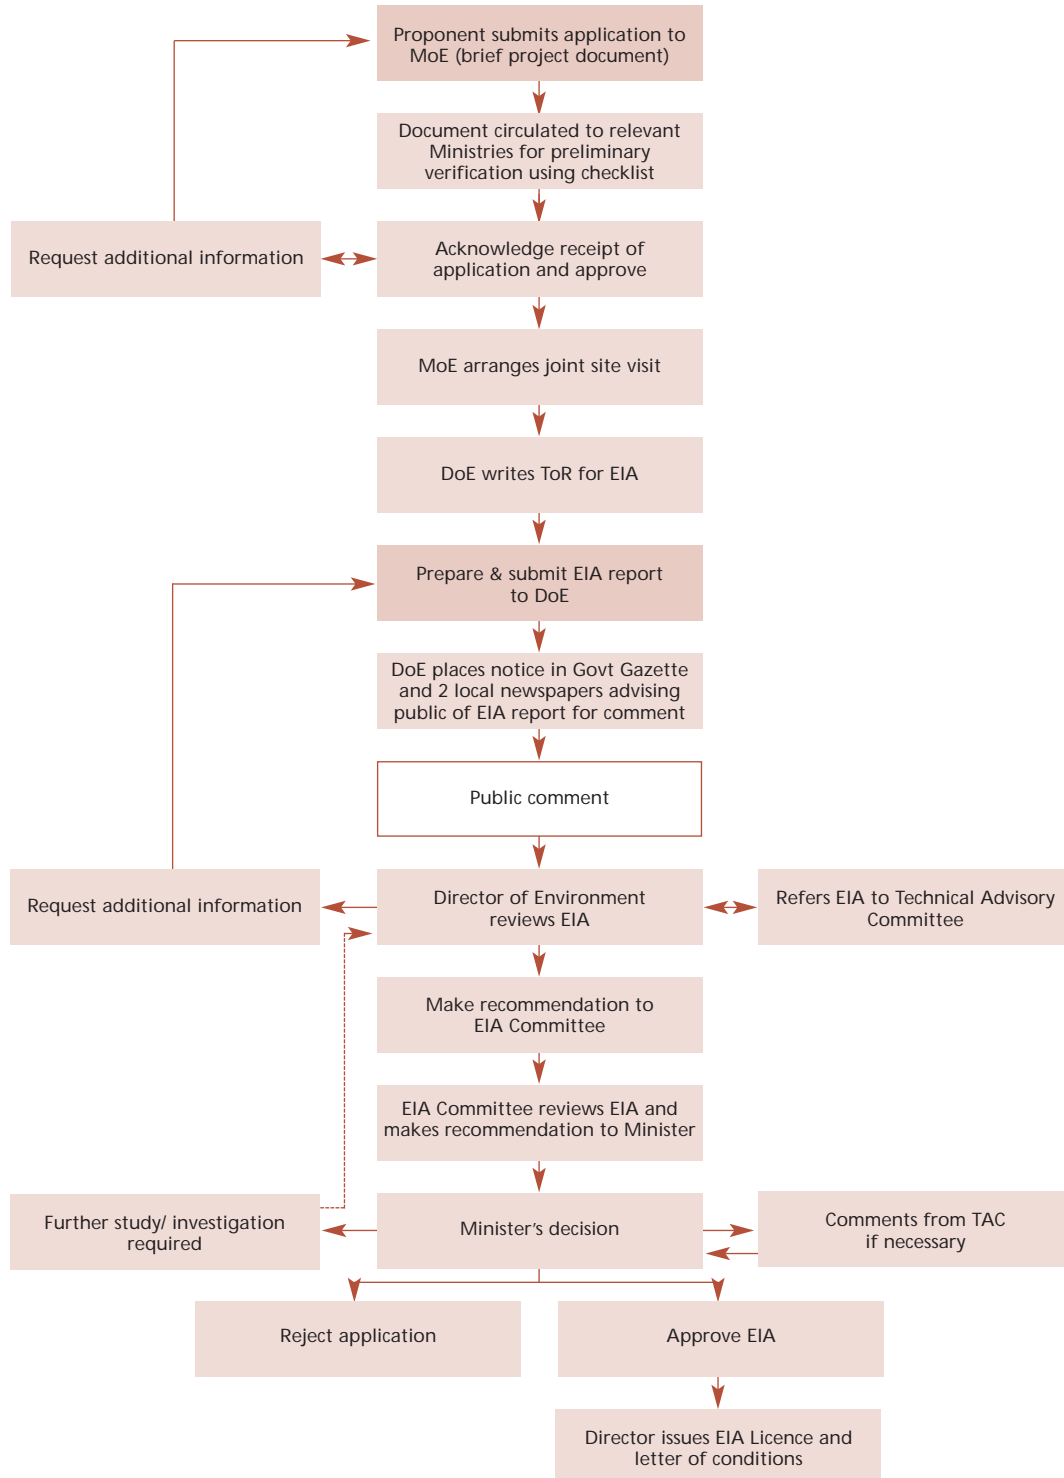 Proponent submits application to
MoE (brief project document)
Document circulated to relevant
Ministries for preliminary
verification using checklist
Request additional information
Acknowledge receipt of
application and approve
MoE arranges joint site visit
DoE writes ToR for EIA
Prepare & submit EIA report
to DoE
DoE places notice in Govt Gazette
and 2 local newspapers advising
public of EIA report for comment
Public comment
Request additional information
Director of Environment
reviews EIA
Refers EIA to Technical Advisory
Committee
Make recommendation to
EIA Committee
EIA Committee reviews EIA and
makes recommendation to Minister
Further study/ investigation
required
Minister’s decision
Comments from TAC
if necessary
Reject application
Approve EIA
Director issues EIA Licence and
letter of conditions